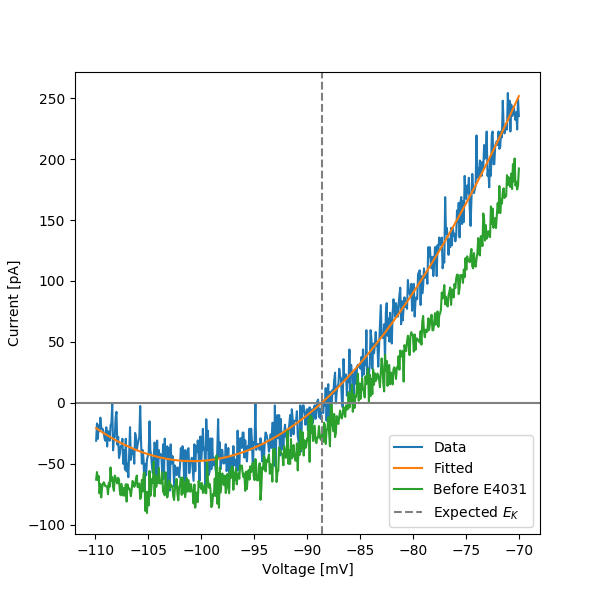 250
200
150
100
50
0
−50
−100
Current [pA]
−110 −105 −100 −95 −90 −85 −80 −75 −70
Voltage [mV]
Data
Fitted
Before E4031
Expected E_K